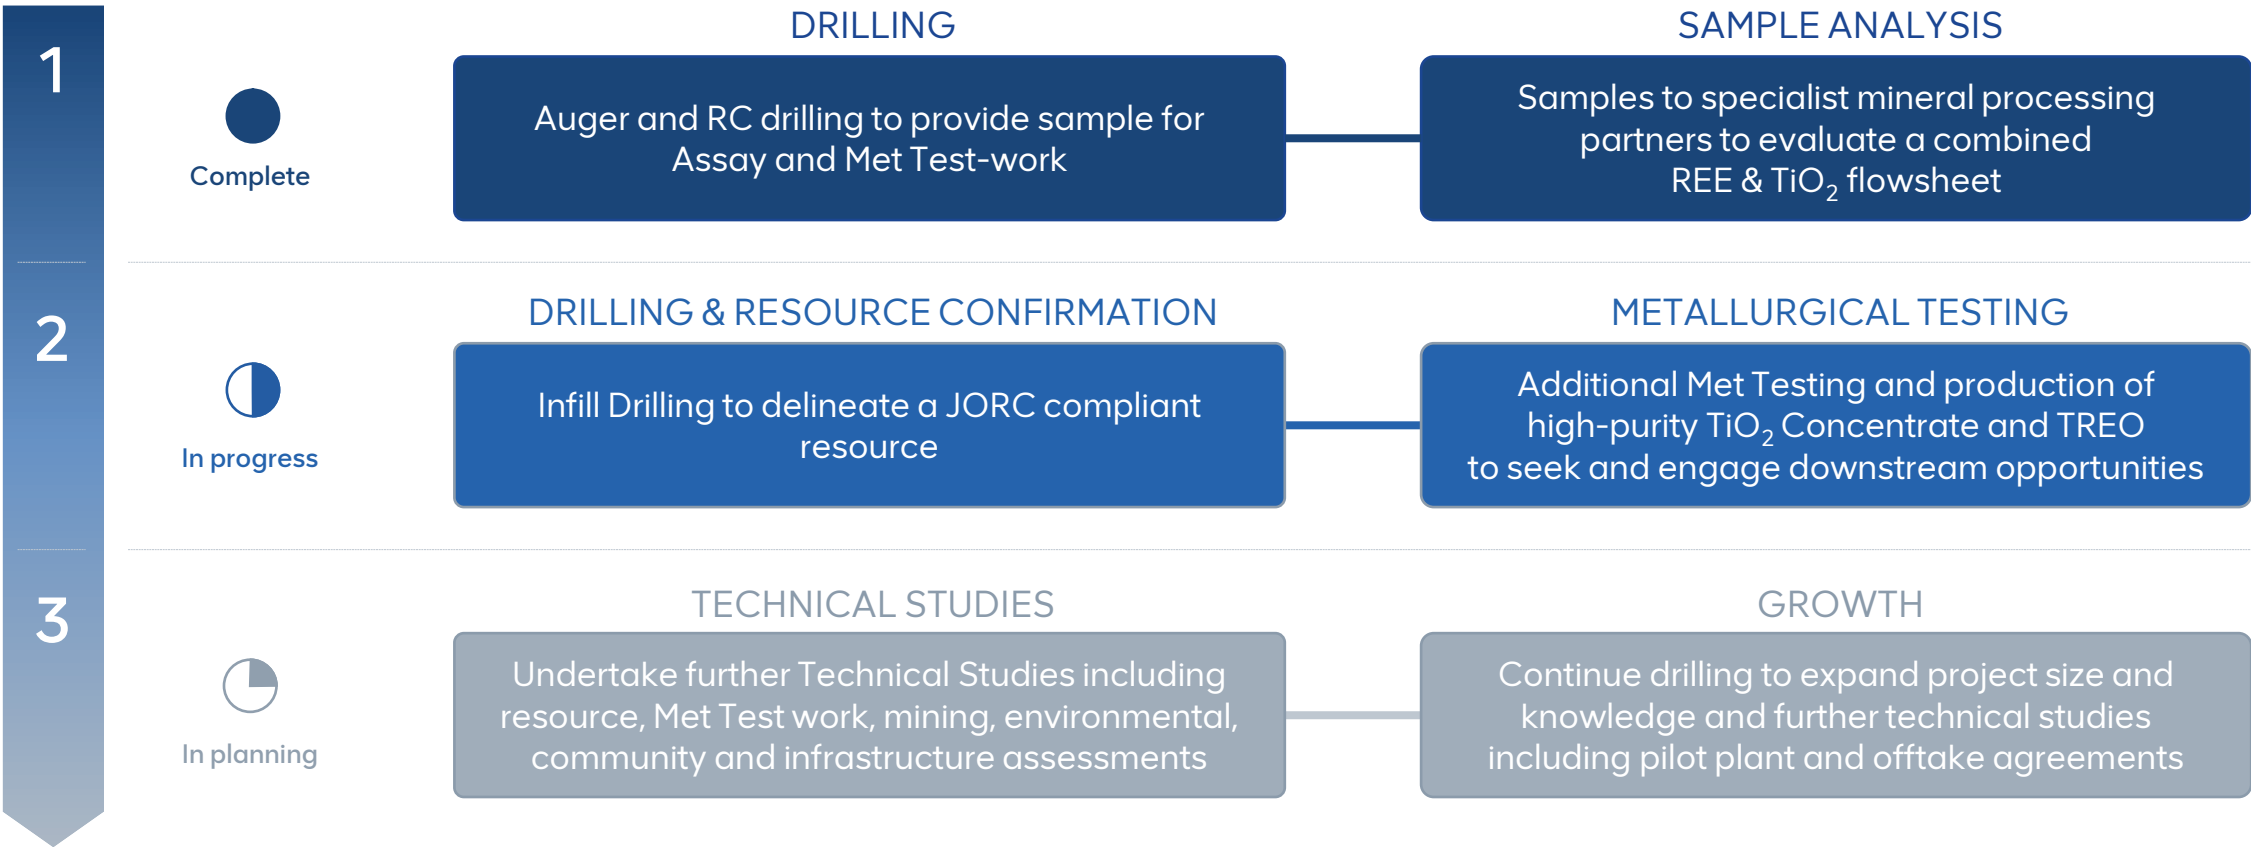 1
DRILLING
SAMPLE ANALYSIS
Complete
Auger and RC drilling to provide sample for
Assay and Met Test-work
Samples to specialist mineral processing
partners to evaluate a combined
REE & TiO₂ flowsheet
2
DRILLING & RESOURCE CONFIRMATION
METALLURGICAL TESTING
In progress
Infill Drilling to delineate a JORC compliant
resource
Additional Met Testing and production of
high-purity TiO₂ Concentrate and TREO
to seek and engage downstream opportunities
3
TECHNICAL STUDIES
GROWTH
In planning
Undertake further Technical Studies including
resource, Met Test work, mining, environmental,
community and infrastructure assessments
Continue drilling to expand project size and
knowledge and further technical studies
including pilot plant and offtake agreements